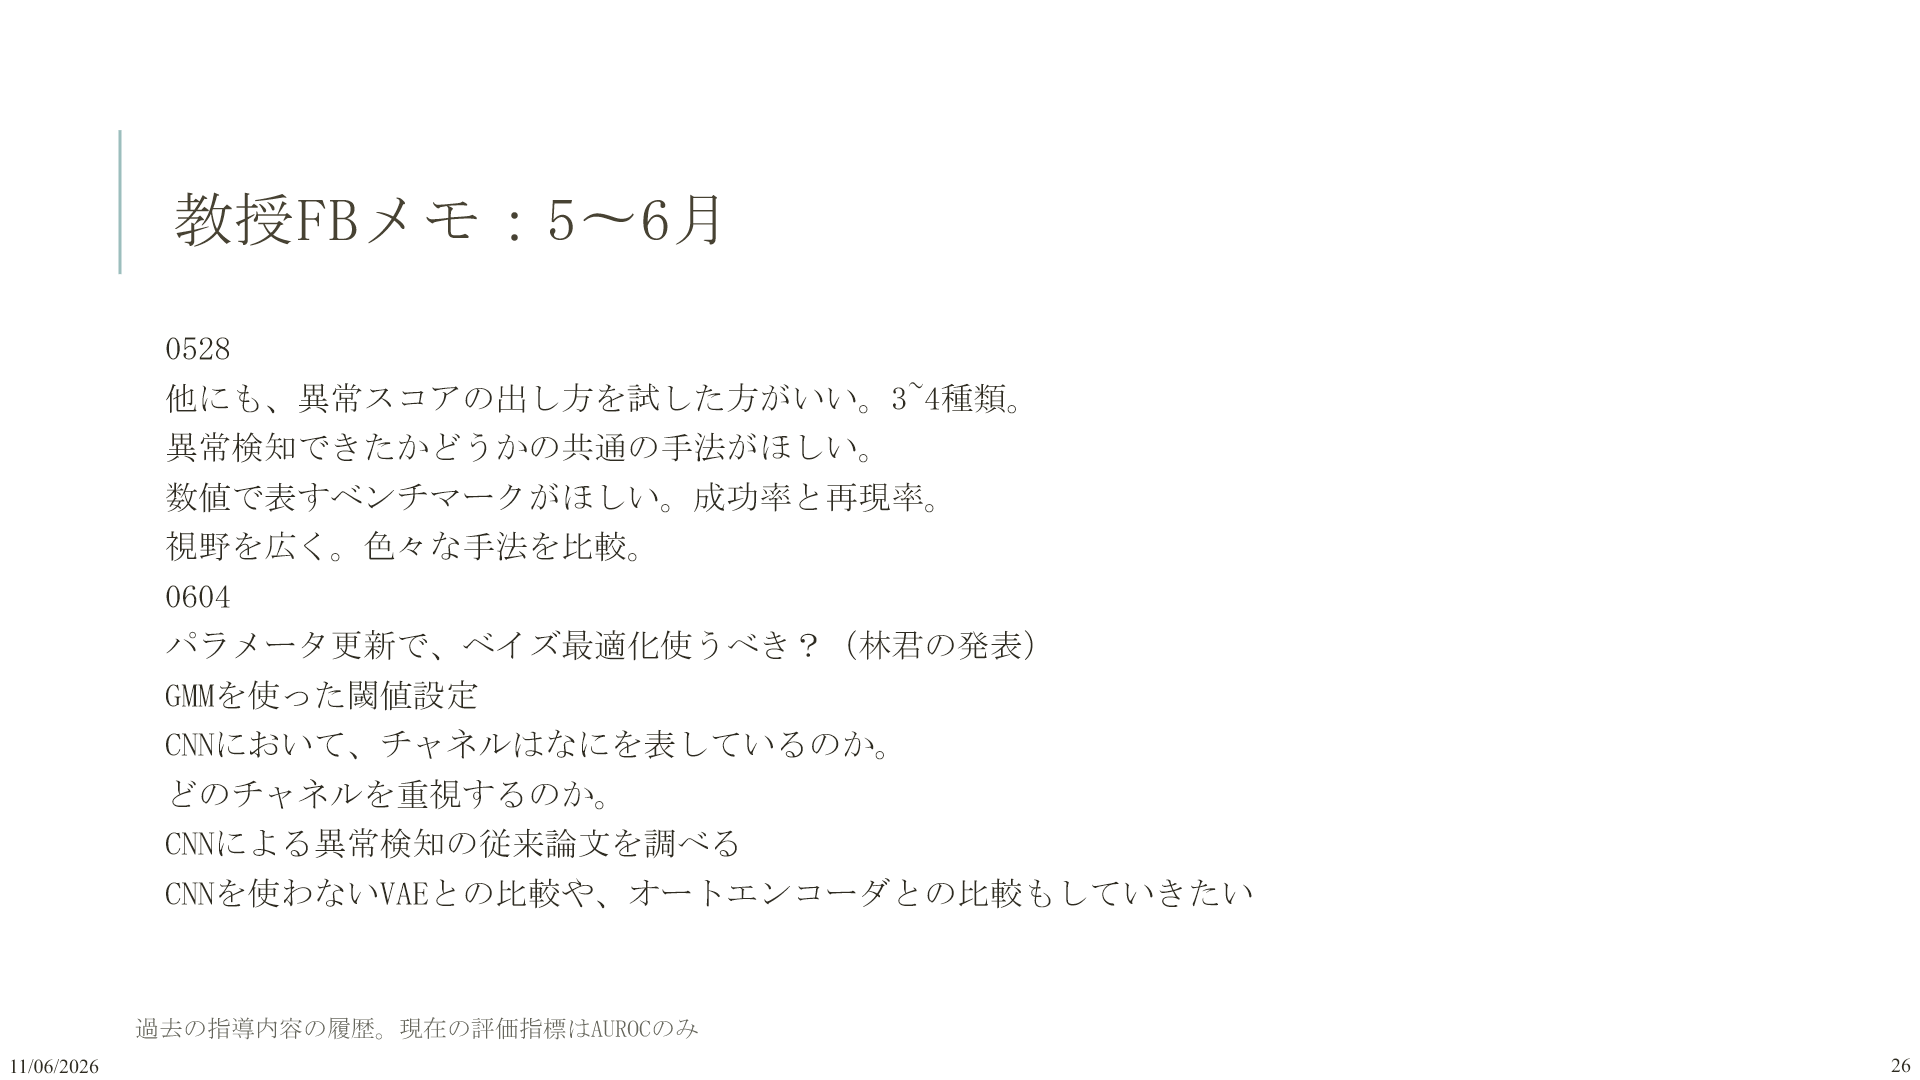 教授FBメモ：5～6月
0528
他にも、異常スコアの出し方を試した方がいい。3~4種類。
異常検知できたかどうかの共通の手法がほしい。
数値で表すベンチマークがほしい。成功率と再現率。
視野を広く。色々な手法を比較。
0604
パラメータ更新で、ベイズ最適化使うべき？（林君の発表）
GMMを使った閾値設定
CNNにおいて、チャネルはなにを表しているのか。
どのチャネルを重視するのか。
CNNによる異常検知の従来論文を調べる
CNNを使わないVAEとの比較や、オートエンコーダとの比較もしていきたい
過去の指導内容の履歴。現在の評価指標はAUROCのみ
11/06/2026
26